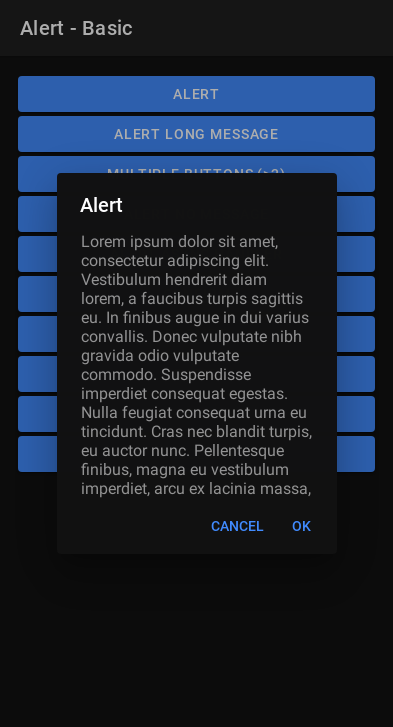 Alert - Basic
ALERT
ALERT LONG MESSAGE
MULTIPLE BUTTONS (>2)
Alert
Lorem ipsum dolor sit amet,
consectetur adipiscing elit.
Vestibulum hendrerit diam
lorem, a faucibus turpis sagittis
eu. In finibus augue in dui varius
convallis. Donec vulputate nibh
gravida odio vulputate
commodo. Suspendisse
imperdiet consequat egestas.
Nulla feugiat consequat urna eu
tincidunt. Cras nec blandit turpis,
eu auctor nunc. Pellentesque
finibus, magna eu vestibulum
imperdiet, arcu ex lacinia massa,
CANCEL OK